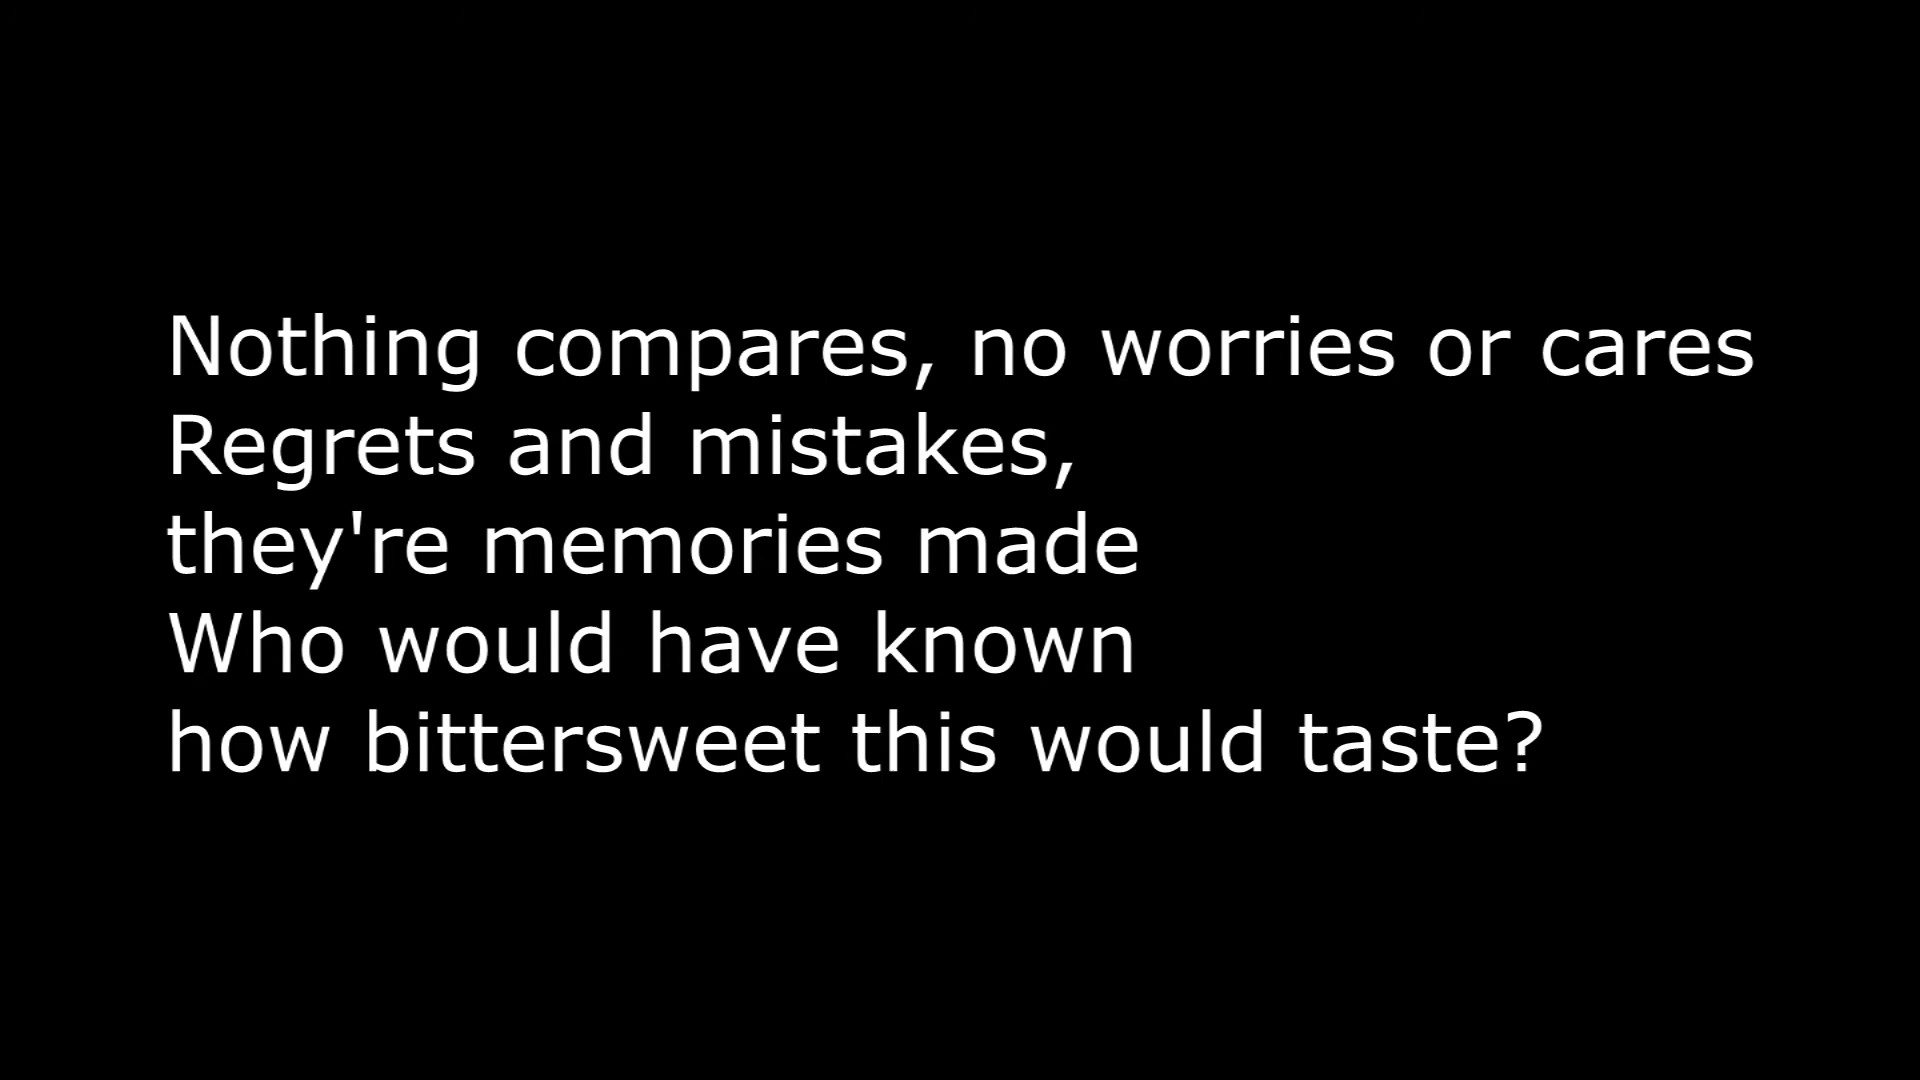 Nothing compares, no worries or cares
Regrets and mistakes,
they're memories made
Who would have known
how bittersweet this would taste?